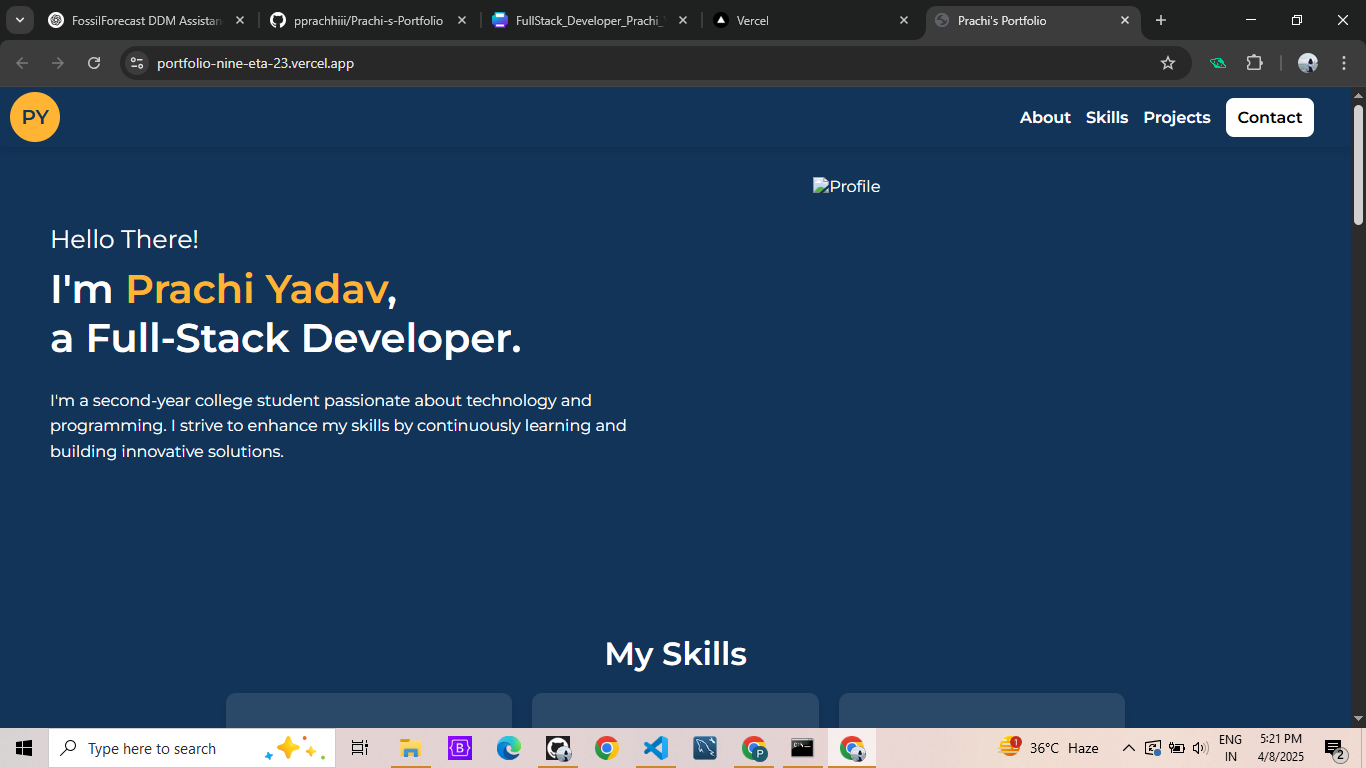 FossilForecast DDM Assistan
pprachhiii/Prachi-s-Portfolio
FullStack_Developer_Prachi_
Vercel
Prachi's Portfolio
portfolio-nine-eta-23.vercel.app
PY
About
Skills
Projects
Contact
Profile
Hello There!
I'm Prachi Yadav,
a Full-Stack Developer.
I'm a second-year college student passionate about technology and
programming. I strive to enhance my skills by continuously learning and
building innovative solutions.
My Skills
Type here to search
B
P
1
36°C Haze
ENG
IN
5:21 PM
4/8/2025
2